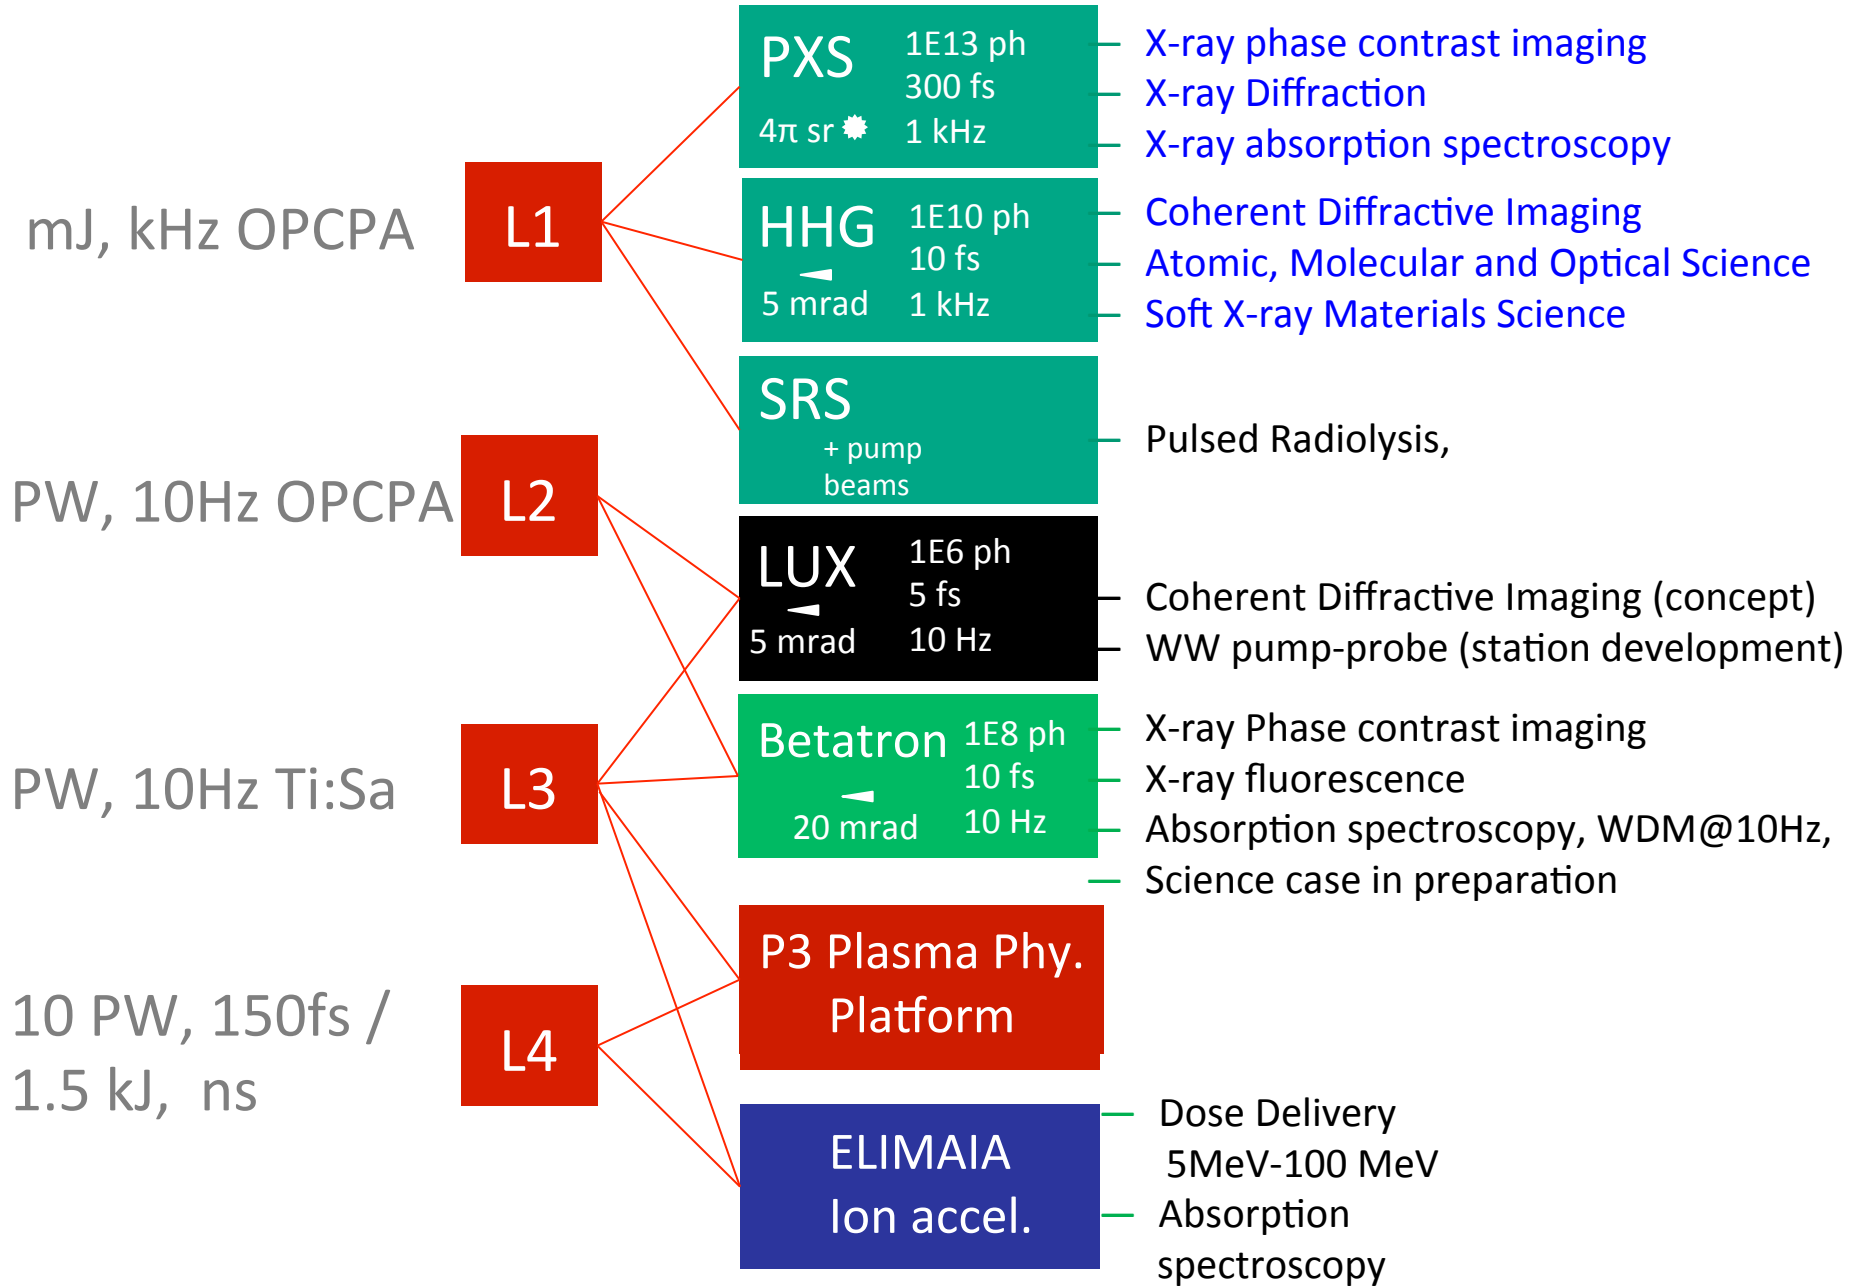 mJ, kHz OPCPA
L1
PW, 10Hz OPCPA
L2
PW, 10Hz Ti:Sa
L3
10 PW, 150fs /
1.5 kJ, ns
L4
PXS
4π sr
1E13 ph
300 fs
1 kHz
X-ray phase contrast imaging
X-ray Diffraction
X-ray absorption spectroscopy
HHG
5 mrad
1E10 ph
10 fs
1 kHz
Coherent Diffractive Imaging
Atomic, Molecular and Optical Science
Soft X-ray Materials Science
SRS
+ pump
beams
Pulsed Radiolysis,
LUX
5 mrad
1E6 ph
5 fs
10 Hz
Coherent Diffractive Imaging (concept)
WW pump-probe (station development)
Betatron
20 mrad
1E8 ph
10 fs
10 Hz
X-ray Phase contrast imaging
X-ray fluorescence
Absorption spectroscopy, WDM@10Hz,
Science case in preparation
P3 Plasma Phy.
Platform
ELIMAIA
Ion accel.
Dose Delivery
5MeV-100 MeV
Absorption
spectroscopy